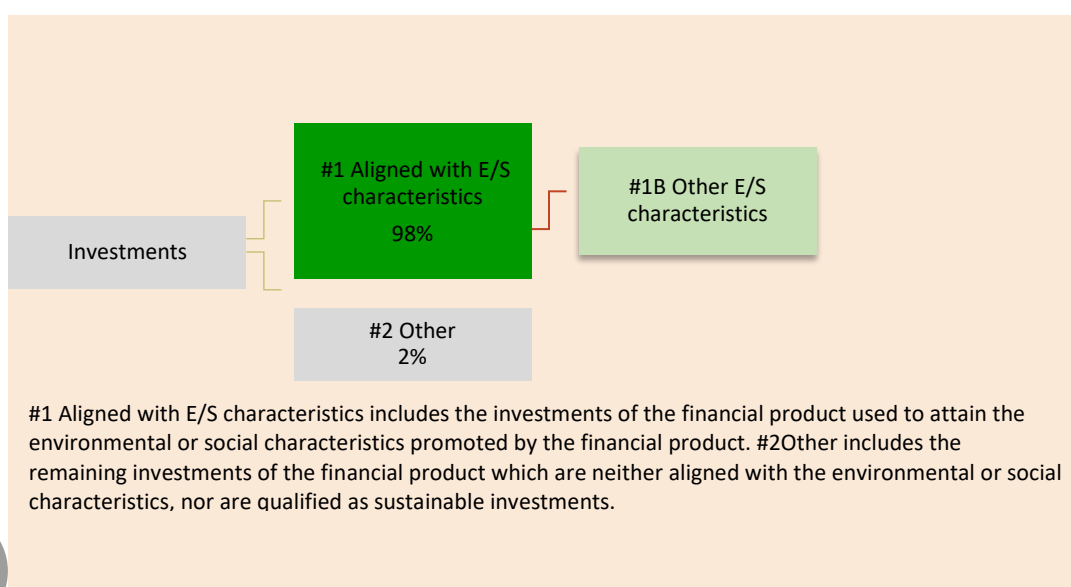 #1 Aligned with E/S
characteristics
98%
#1B Other E/S
characteristics
Investments
#2 Other
2%
#1 Aligned with E/S characteristics includes the investments of the financial product used to attain the
environmental or social characteristics promoted by the financial product. #2Other includes the
remaining investments of the financial product which are neither aligned with the environmental or social
characteristics, nor are qualified as sustainable investments.